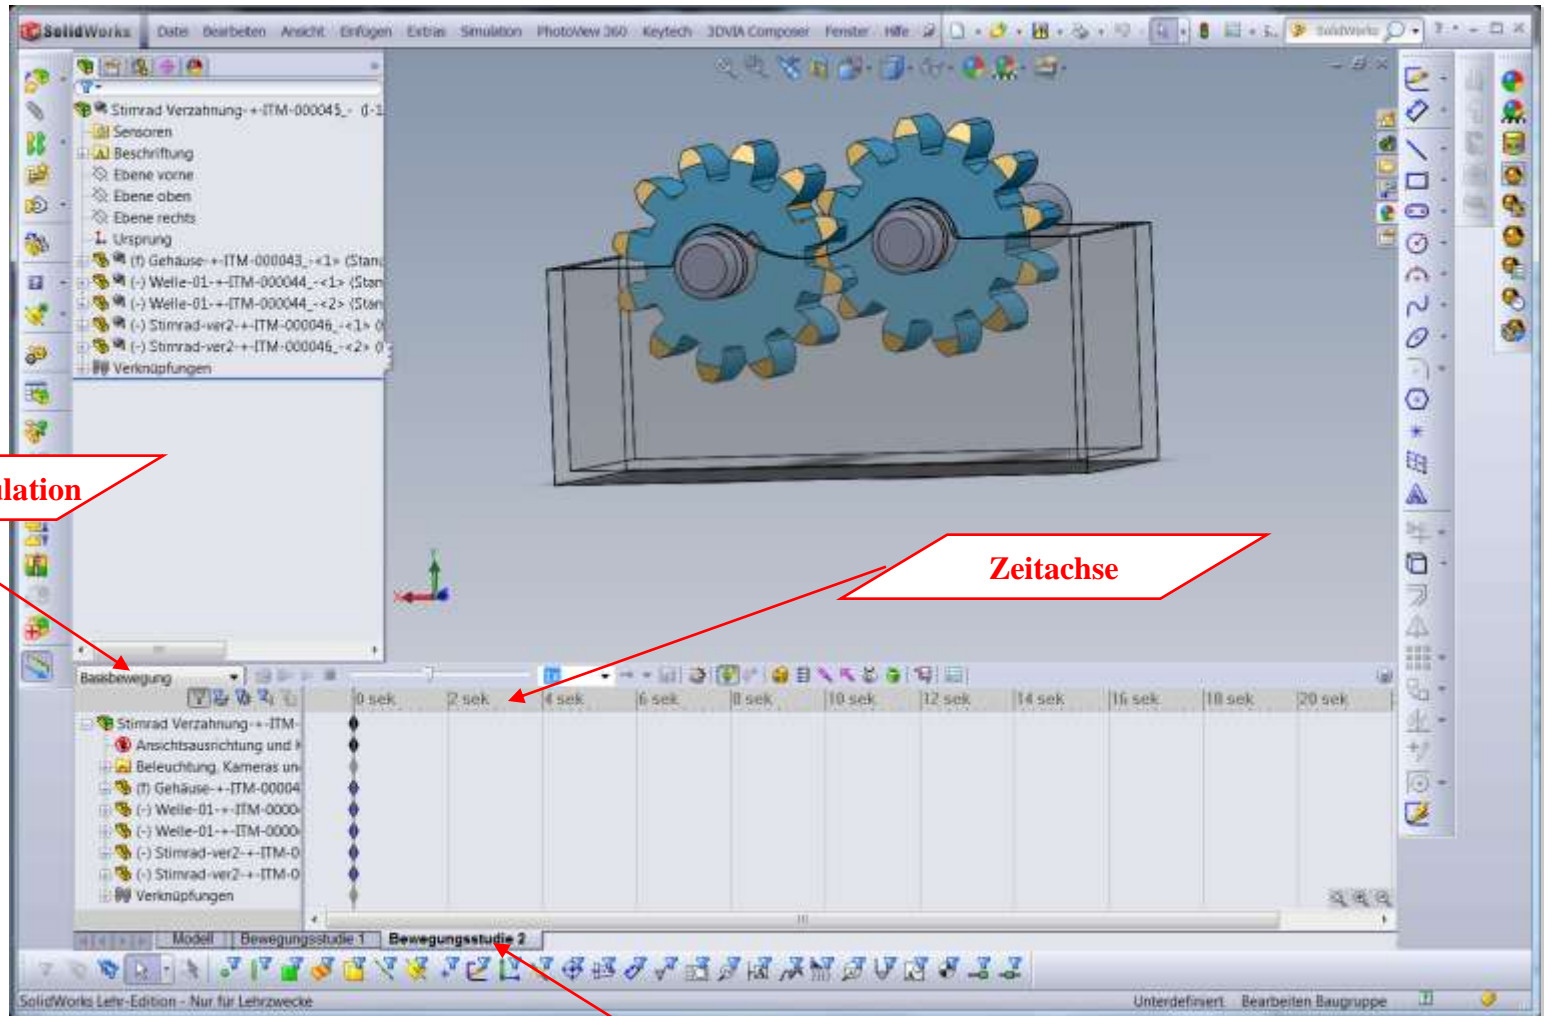 SolidWorks
Datei Bearbeiten Ansicht Einfügen Extras Simulation PhotoView 360 Keytech 3DVIA Composer Fenster Hilfe
Stirnrad Verzahnung-+-ITM-000045_- (I-1
Sensoren
Beschriftung
Ebene vorne
Ebene oben
Ebene rechts
Ursprung
(f) Gehäuse-+-ITM-000043_-<1> (Stan
(-) Welle-01-+-ITM-000044_-<1> (Stan
(-) Welle-01-+-ITM-000044_-<2> (Stan
(-) Stirnrad-ver2-+-ITM-000046_-<1> (
(-) Stirnrad-ver2-+-ITM-000046_-<2> (
Verknüpfungen
ulation
Zeitachse
Basisbewegung
0 sek 2 sek 4 sek 6 sek 8 sek 10 sek 12 sek 14 sek 16 sek 18 sek 20 sek
Stirnrad Verzahnung-+-ITM-
Ansichtsausrichtung und K
Beleuchtung, Kameras un
(f) Gehäuse-+-ITM-00004
(-) Welle-01-+-ITM-0000
(-) Welle-01-+-ITM-0000
(-) Stirnrad-ver2-+-ITM-0
(-) Stirnrad-ver2-+-ITM-0
Verknüpfungen
Modell Bewegungsstudie 1 Bewegungsstudie 2
SolidWorks Lehr-Edition - Nur für Lehrzwecke
Unterdefiniert Bearbeiten Baugruppe